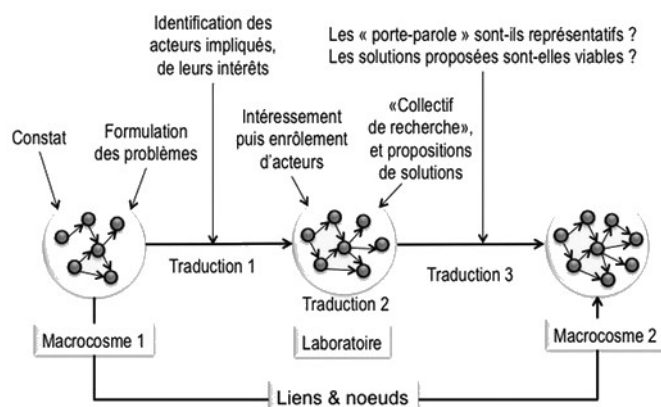 Identification des
acteurs impliqués,
de leurs intérêts
Les « porte-parole » sont-ils représentatifs ?
Les solutions proposées sont-elles viables ?
Constat
Formulation
des problèmes
Intéressement
puis enrôlement
d'acteurs
«Collectif
de recherche»,
et propositions
de solutions
Traduction 1
Traduction 2
Traduction 3
Macrocosme 1
Laboratoire
Macrocosme 2
Liens & noeuds